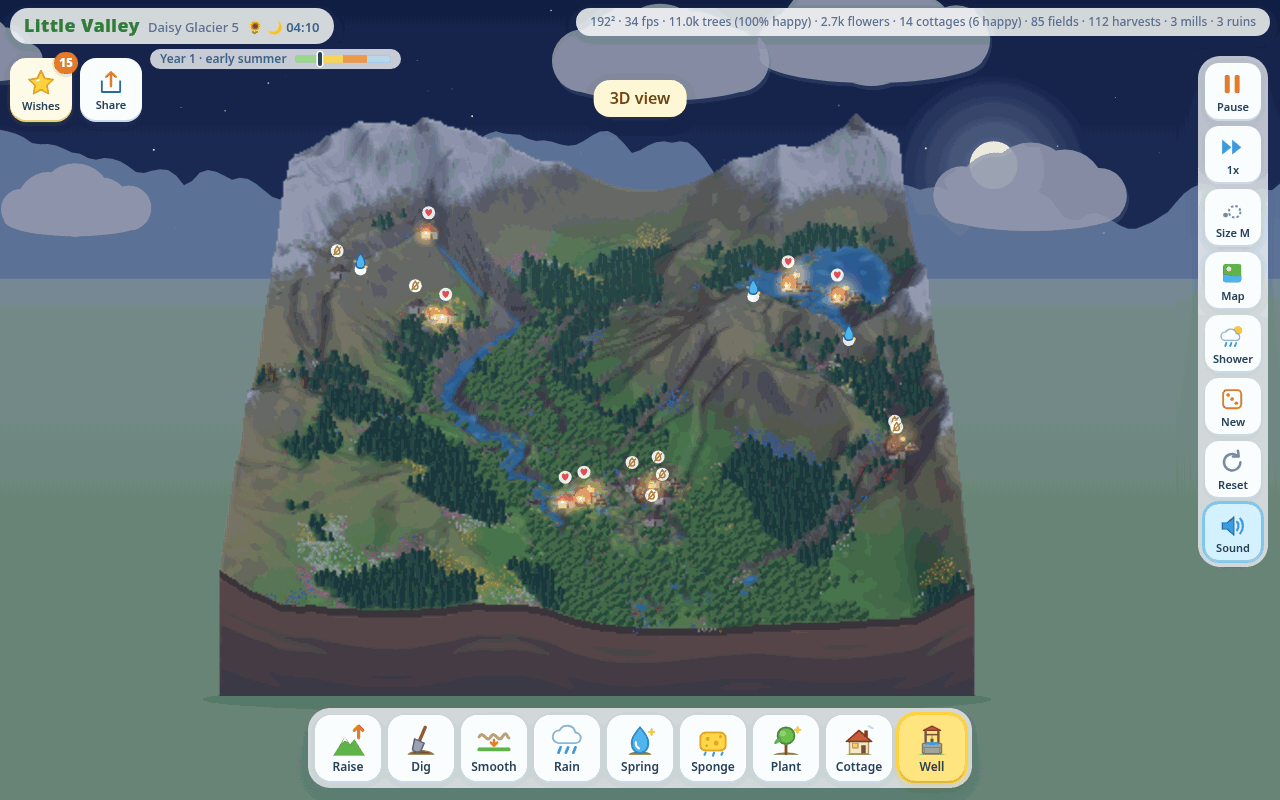 Little Valley Daisy Glacier 5 04:10
192² · 34 fps · 11.0k trees (100% happy) · 2.7k flowers · 14 cottages (6 happy) · 85 fields · 112 harvests · 3 mills · 3 ruins
Year 1 · early summer
15
Wishes
Share
3D view
Pause
1x
Size M
Map
Shower
New
Reset
Sound
Raise
Dig
Smooth
Rain
Spring
Sponge
Plant
Cottage
Well